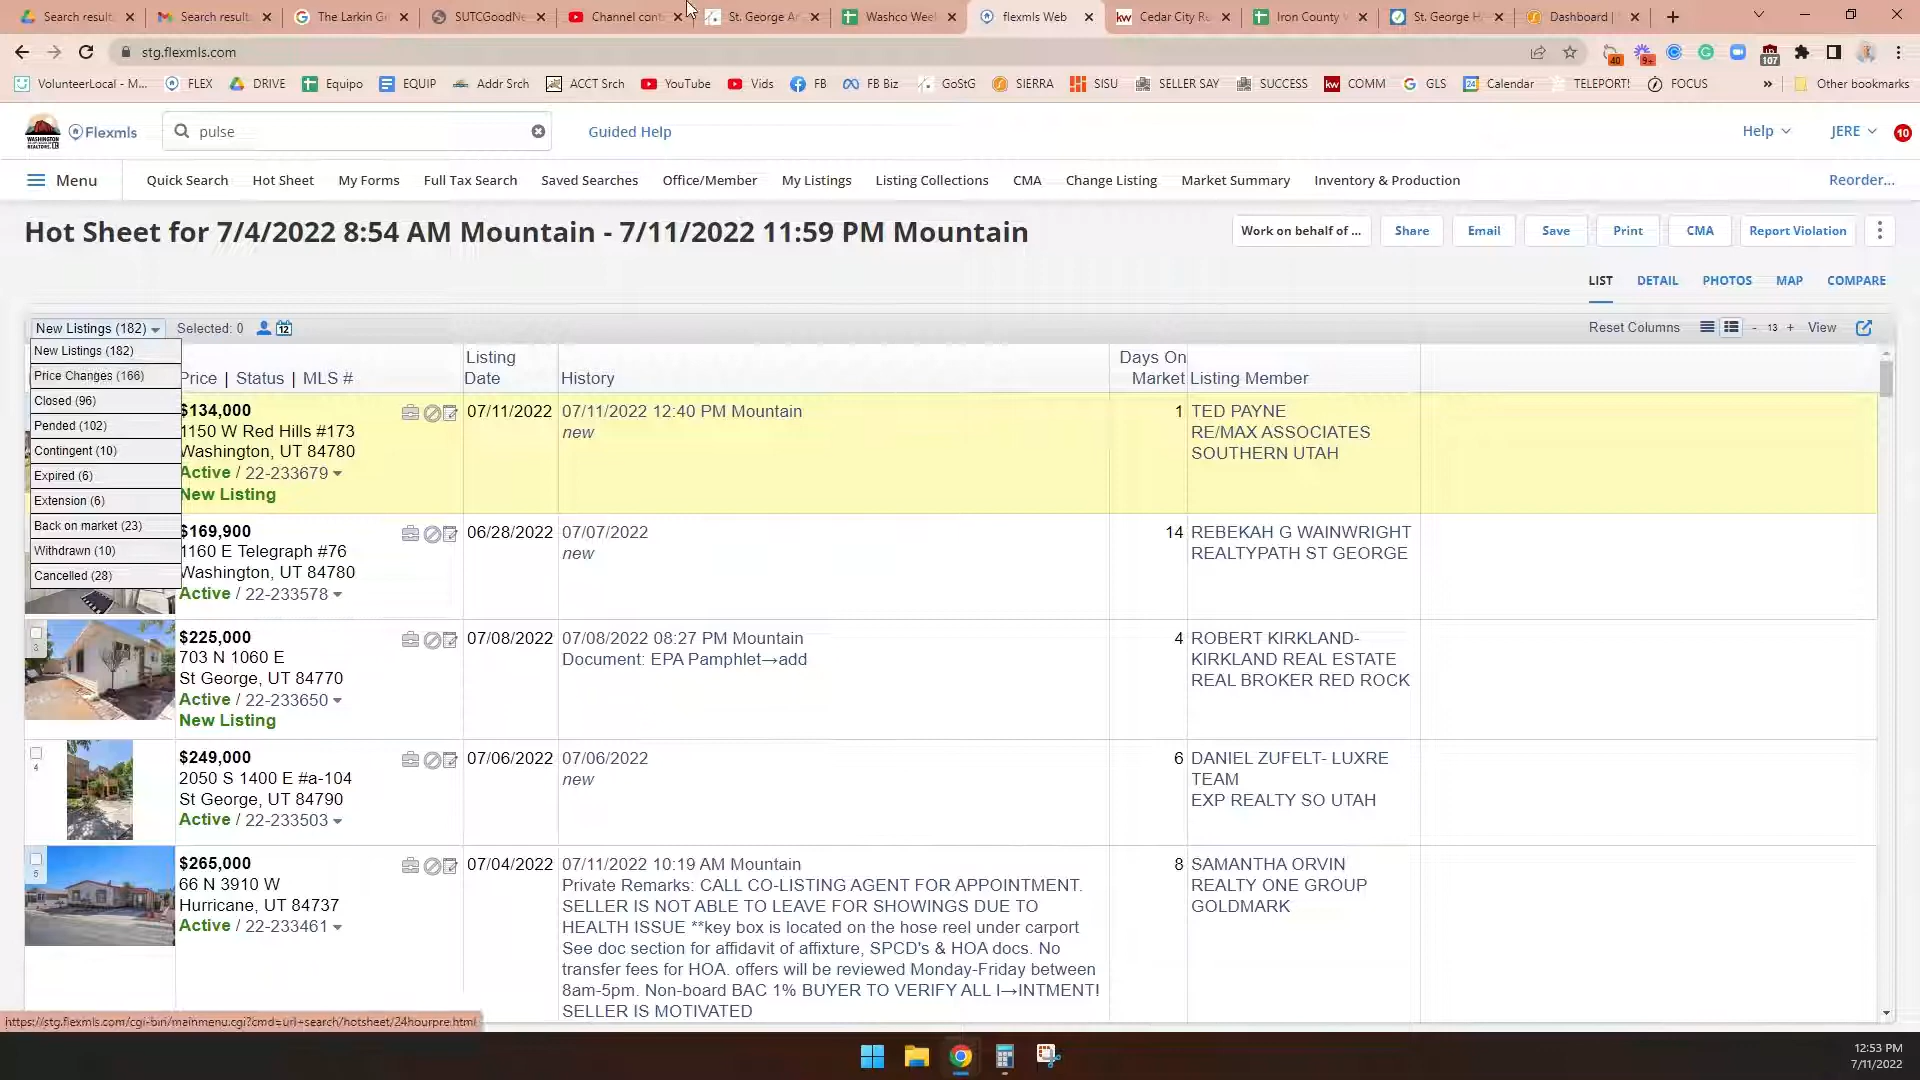 Search result:
Search result:
The Larkin G
SUTCGoodNe
Channel cont
St. George A
Washco Wee
flexmls Web
Cedar City R
Iron County
St. George H
Dashboard |
stg.flexmls.com
40
9+
107
VolunteerLocal - M...
FLEX
DRIVE
Equipo
EQUIP
Addr Srch
ACCT Srch
YouTube
Vids
FB
FB Biz
GoStG
SIERRA
SISU
SELLER SAY
SUCCESS
kw COMM
GLS
Calendar
TELEPORT!
FOCUS
»
Other bookmarks
Flexmls
pulse
Guided Help
Help
JERE
10
Menu
Quick Search
Hot Sheet
My Forms
Full Tax Search
Saved Searches
Office/Member
My Listings
Listing Collections
CMA
Change Listing
Market Summary
Inventory & Production
Reorder...
Hot Sheet for 7/4/2022 8:54 AM Mountain - 7/11/2022 11:59 PM Mountain
Work on behalf of ...
Share
Email
Save
Print
CMA
Report Violation
LIST
DETAIL
PHOTOS
MAP
COMPARE
New Listings (182)
Selected: 0
12
Reset Columns
- 13 +
View
New Listings (182)
Price Changes (166)
Closed (96)
Pended (102)
Contingent (10)
Expired (6)
Extension (6)
Back on market (23)
Withdrawn (10)
Cancelled (28)
Price | Status | MLS #
Listing
Date
History
Days On
Market
Listing Member
$134,000
1150 W Red Hills #173
Washington, UT 84780
Active / 22-233679
New Listing
07/11/2022
07/11/2022 12:40 PM Mountain
new
1
TED PAYNE
RE/MAX ASSOCIATES
SOUTHERN UTAH
$169,900
1160 E Telegraph #76
Washington, UT 84780
Active / 22-233578
06/28/2022
07/07/2022
new
14
REBEKAH G WAINWRIGHT
REALTYPATH ST GEORGE
3
$225,000
703 N 1060 E
St George, UT 84770
Active / 22-233650
New Listing
07/08/2022
07/08/2022 08:27 PM Mountain
Document: EPA Pamphlet→add
4
ROBERT KIRKLAND-
KIRKLAND REAL ESTATE
REAL BROKER RED ROCK
4
$249,000
2050 S 1400 E #a-104
St George, UT 84790
Active / 22-233503
07/06/2022
07/06/2022
new
6
DANIEL ZUFELT- LUXRE
TEAM
EXP REALTY SO UTAH
5
$265,000
66 N 3910 W
Hurricane, UT 84737
Active / 22-233461
07/04/2022
07/11/2022 10:19 AM Mountain
Private Remarks: CALL CO-LISTING AGENT FOR APPOINTMENT.
SELLER IS NOT ABLE TO LEAVE FOR SHOWINGS DUE TO
HEALTH ISSUE **key box is located on the hose reel under carport
See doc section for affidavit of affixture, SPCD's & HOA docs. No
transfer fees for HOA. offers will be reviewed Monday-Friday between
8am-5pm. Non-board BAC 1% BUYER TO VERIFY ALL I→INTMENT!
SELLER IS MOTIVATED
8
SAMANTHA ORVIN
REALTY ONE GROUP
GOLDMARK
https://stg.flexmls.com/cgi-bin/mainmenu.cgi?cmd=url+search/hotsheet/24hourpre.html
12:53 PM
7/11/2022